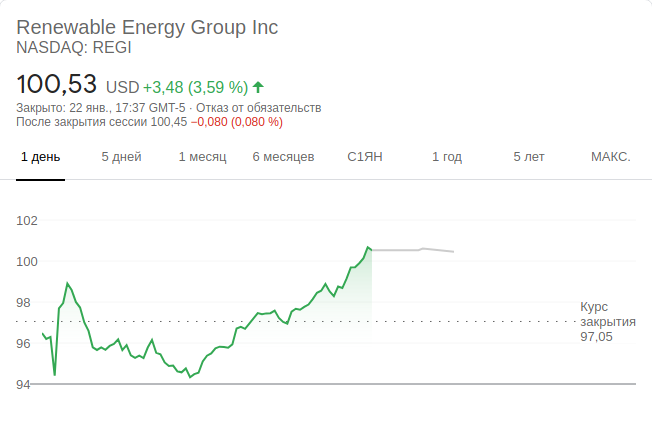 Renewable Energy Group Inc
NASDAQ: REGI
100,53 USD +3,48 (3,59 %)
Закрыто: 22 янв., 17:37 GMT-5 · Отказ от обязательств
После закрытия сессии 100,45 −0,080 (0,080 %)
1 день 5 дней 1 месяц 6 месяцев С1ЯН 1 год 5 лет МАКС.
102
100
98
96
94
Курс
закрытия
97,05